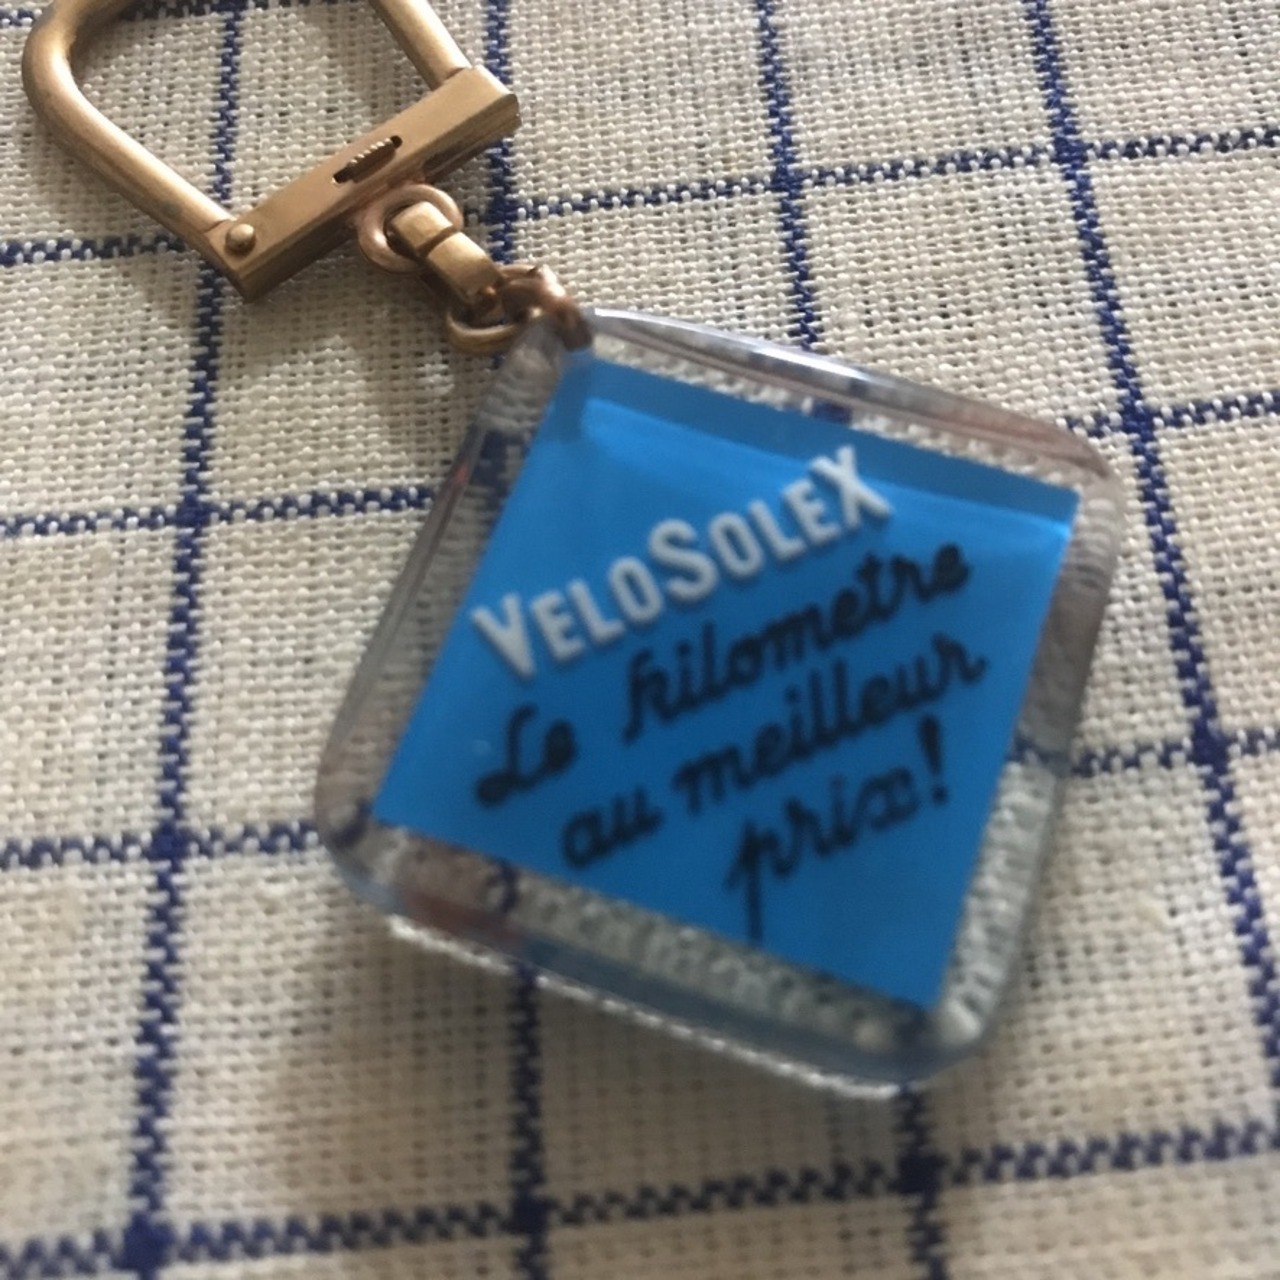 VELOSOLEX
Le kilometre
au meilleur
prix!